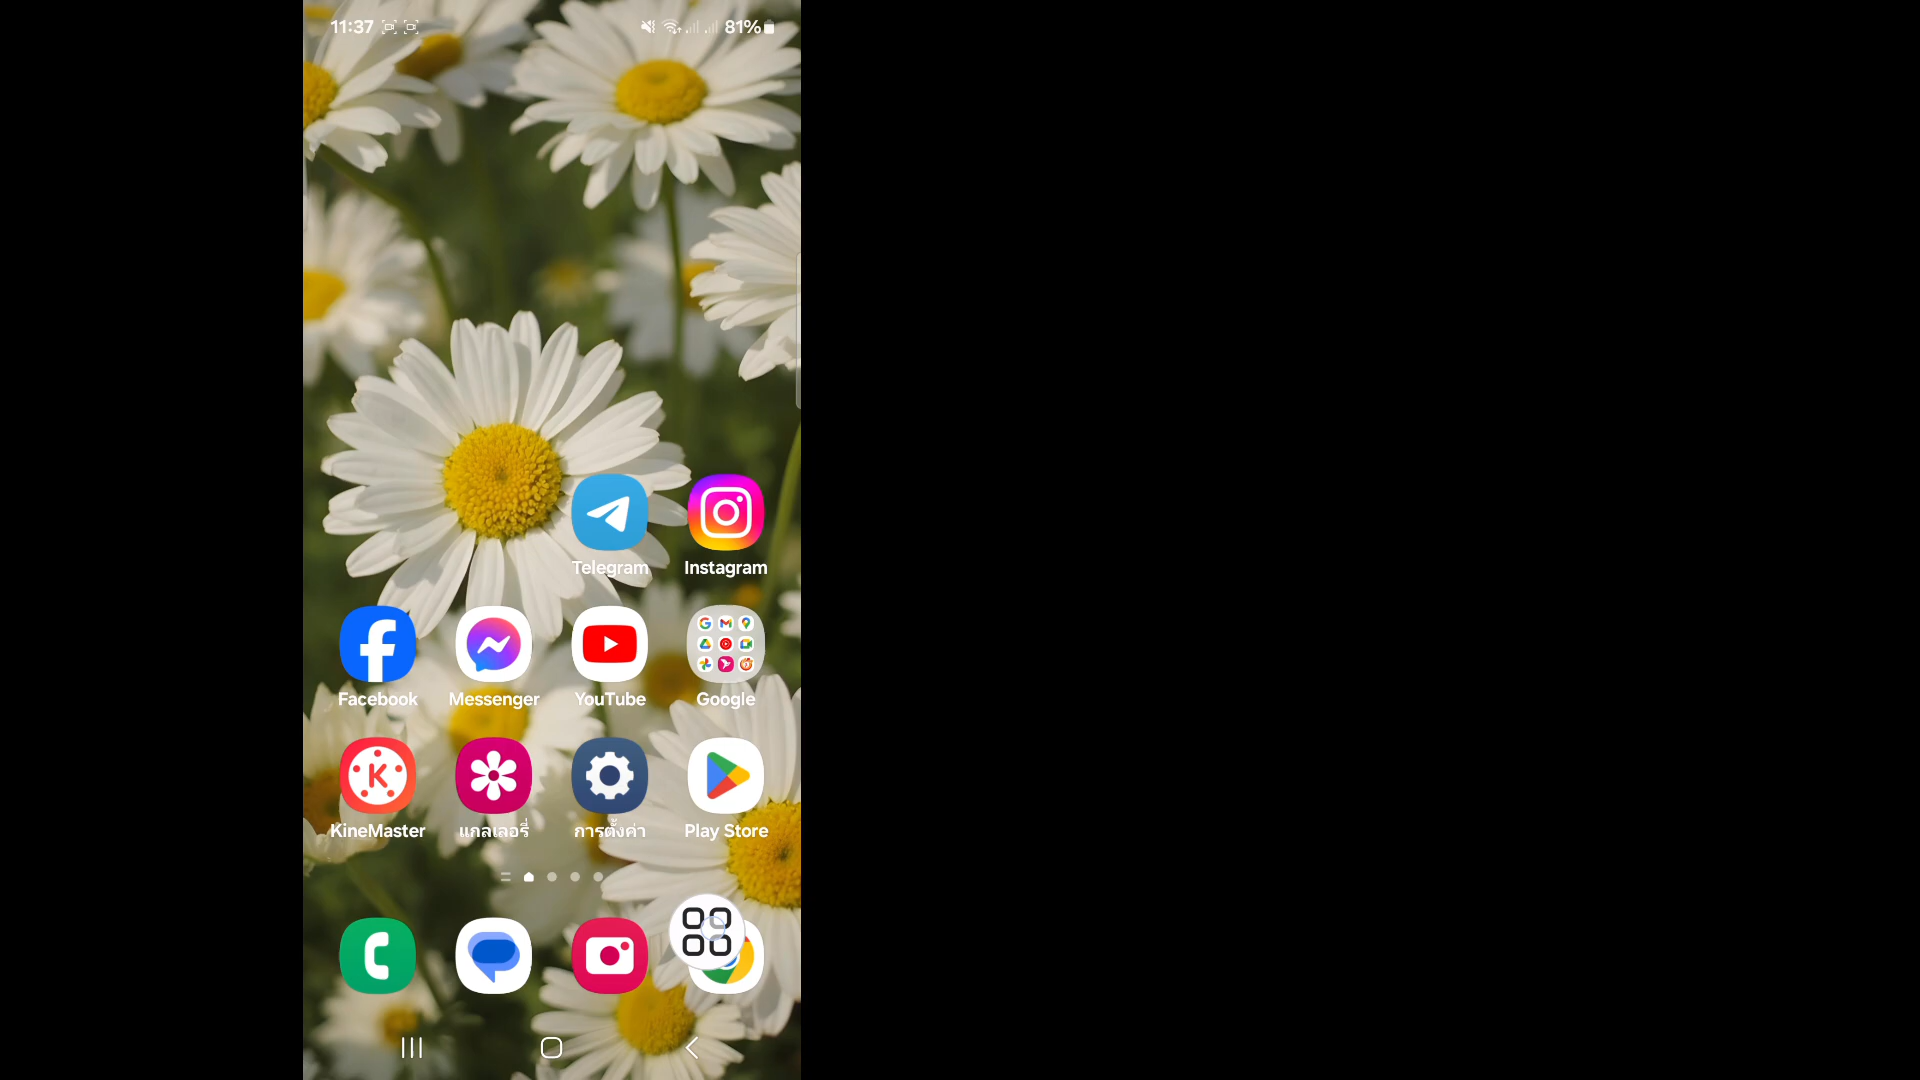 11:37
81%
Telegram
Instagram
Facebook
Messenger
YouTube
Google
KineMaster
แกลเลอรี่
การตั้งค่า
Play Store